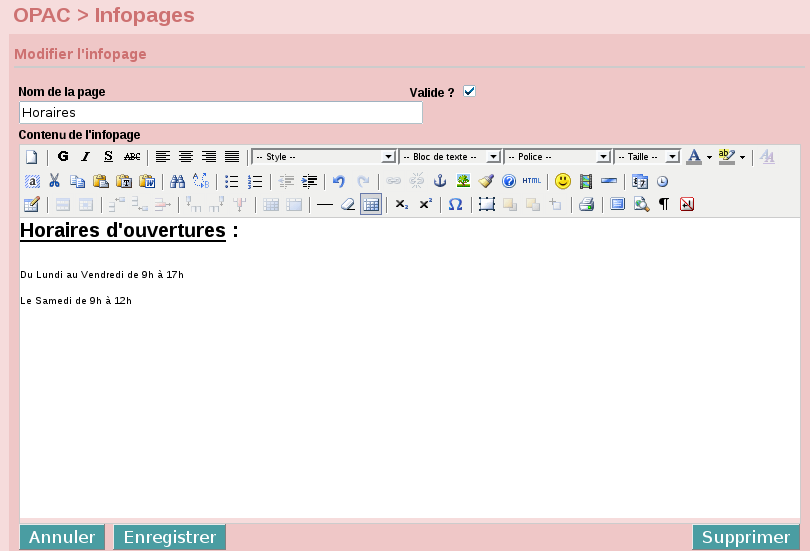 OPAC > Infopages
Modifier l'infopage
Nom de la page
Valide ?
Horaires
Contenu de l'infopage
G I S ABC -- Style -- -- Bloc de texte -- -- Police -- -- Taille -- A ab
HTML
Horaires d'ouvertures :
Du Lundi au Vendredi de 9h à 17h
Le Samedi de 9h à 12h
Annuler Enregistrer Supprimer